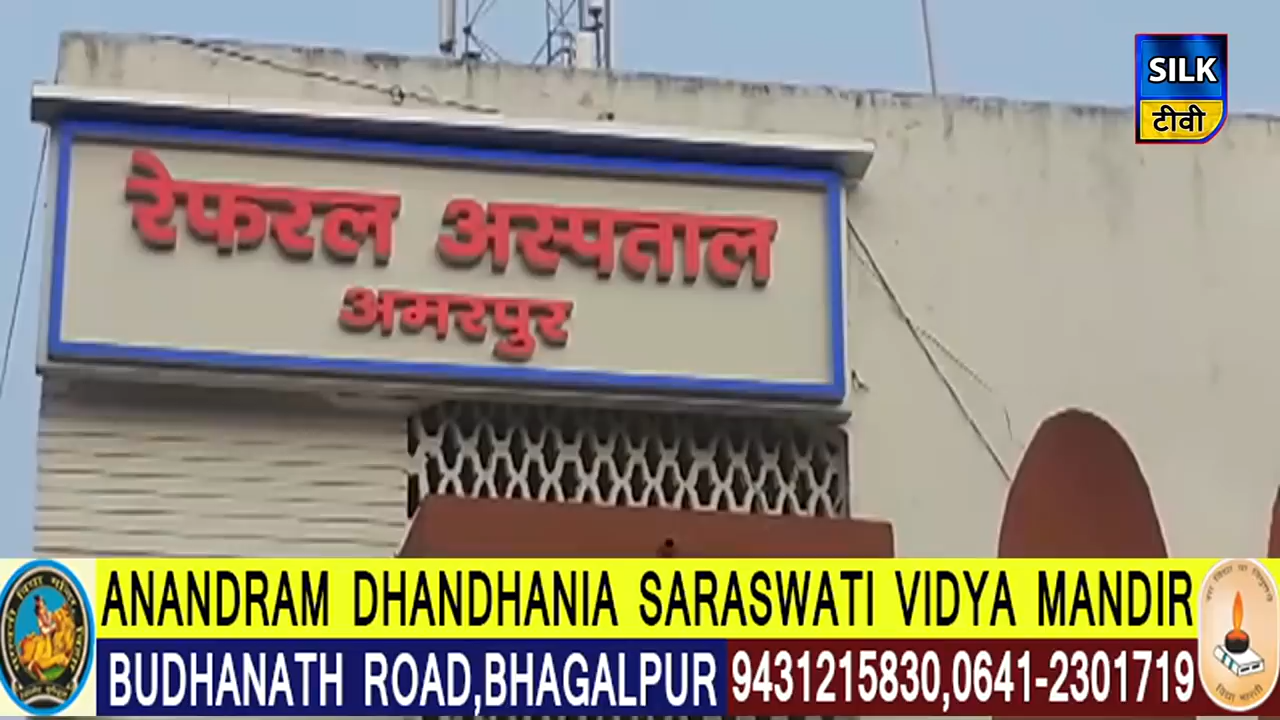 SILK
टीवी
रेफरल अस्पताल
अमरपुर
ANANDRAM DHANDHANIA SARASWATI VIDYA MANDIR
BUDHANATH ROAD,BHAGALPUR 9431215830,0641-2301719